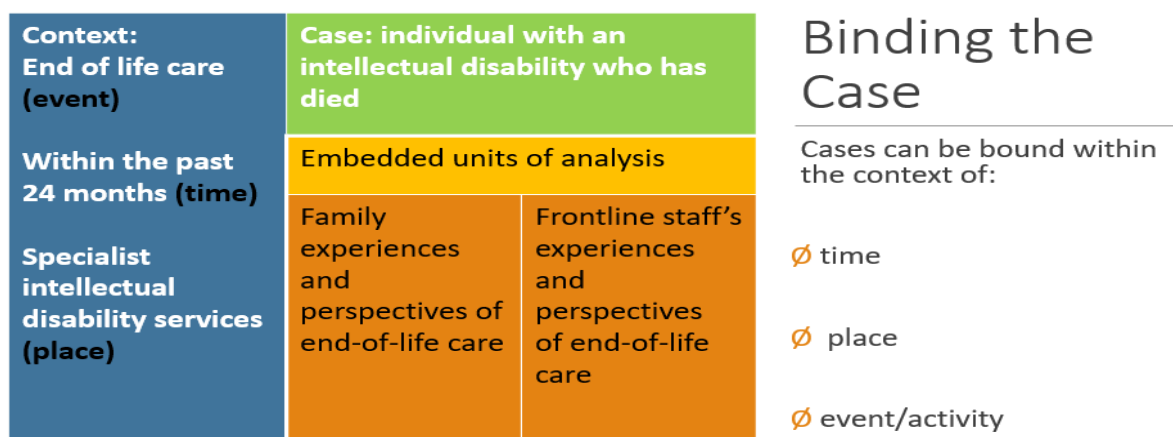 Context:
End of life care
(event)
Within the past
24 months (time)
Specialist
intellectual
disability services
(place)
Case: individual with an
intellectual disability who has
died
Embedded units of analysis
Family
experiences
and
perspectives of
end-of-life care
Frontline staff's
experiences
and
perspectives
of end-of-life
care
Binding the
Case
Cases can be bound within
the context of:
Ø time
Ø place
Ø event/activity